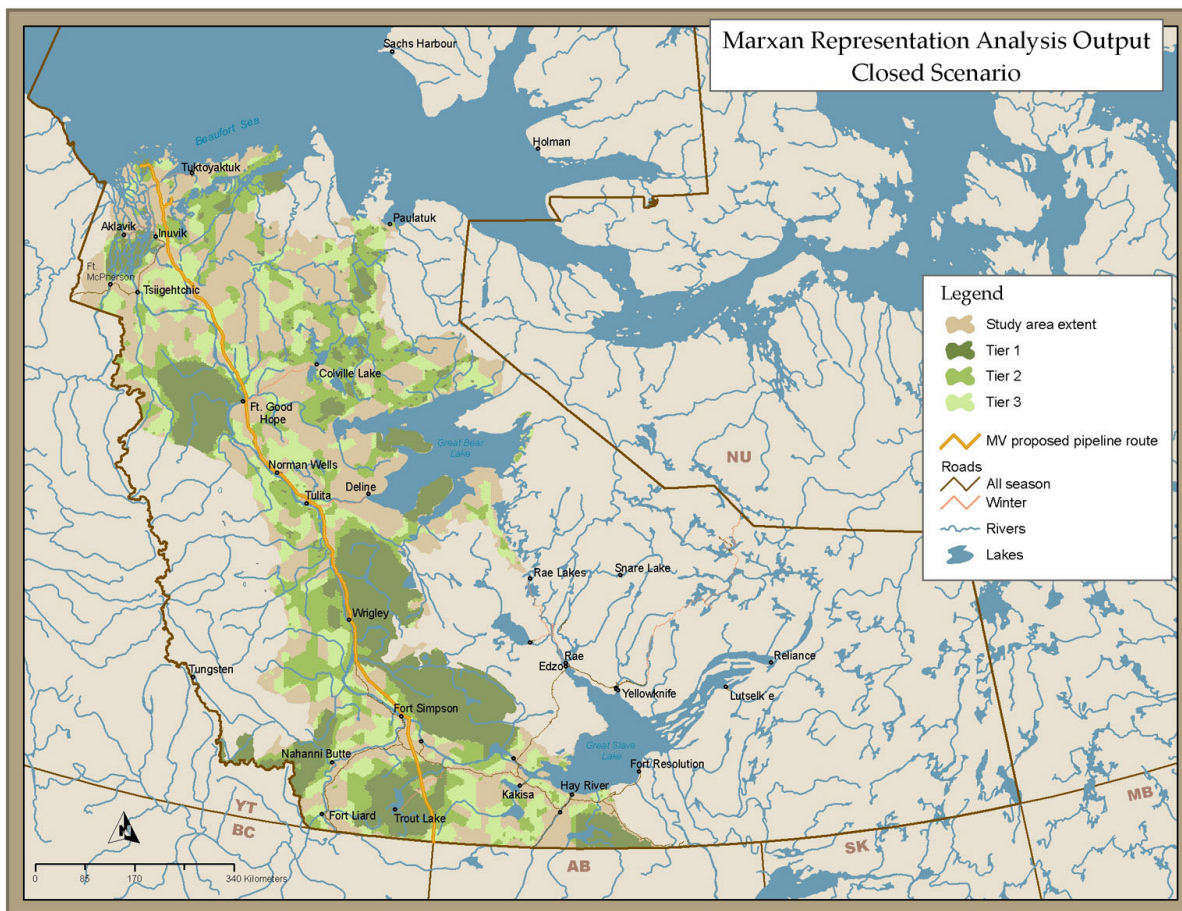 Marxan Representation Analysis Output
Closed Scenario
Sachs Harbour
Beaufort Sea
Holman
Tuktoyaktuk
Paulatuk
Aklavik
Inuvik
Ft.
McPherson
Tsiigehtchic
Colville Lake
Ft. Good
Hope
Great Bear
Lake
Norman Wells
Deline
Tulita
NU
Legend
Study area extent
Tier 1
Tier 2
Tier 3
MV proposed pipeline route
Roads
All season
Winter
Rivers
Lakes
Rae Lakes
Snare Lake
Wrigley
Rae
Edzo
Reliance
Tungsten
Yellowknife
Lutselk´e
Fort Simpson
Great Slave
Lake
Nahanni Butte
Fort Resolution
Kakisa
Hay River
Fort Liard
Trout Lake
YT
BC
AB
SK
MB
N
0 85 170 340 Kilometers